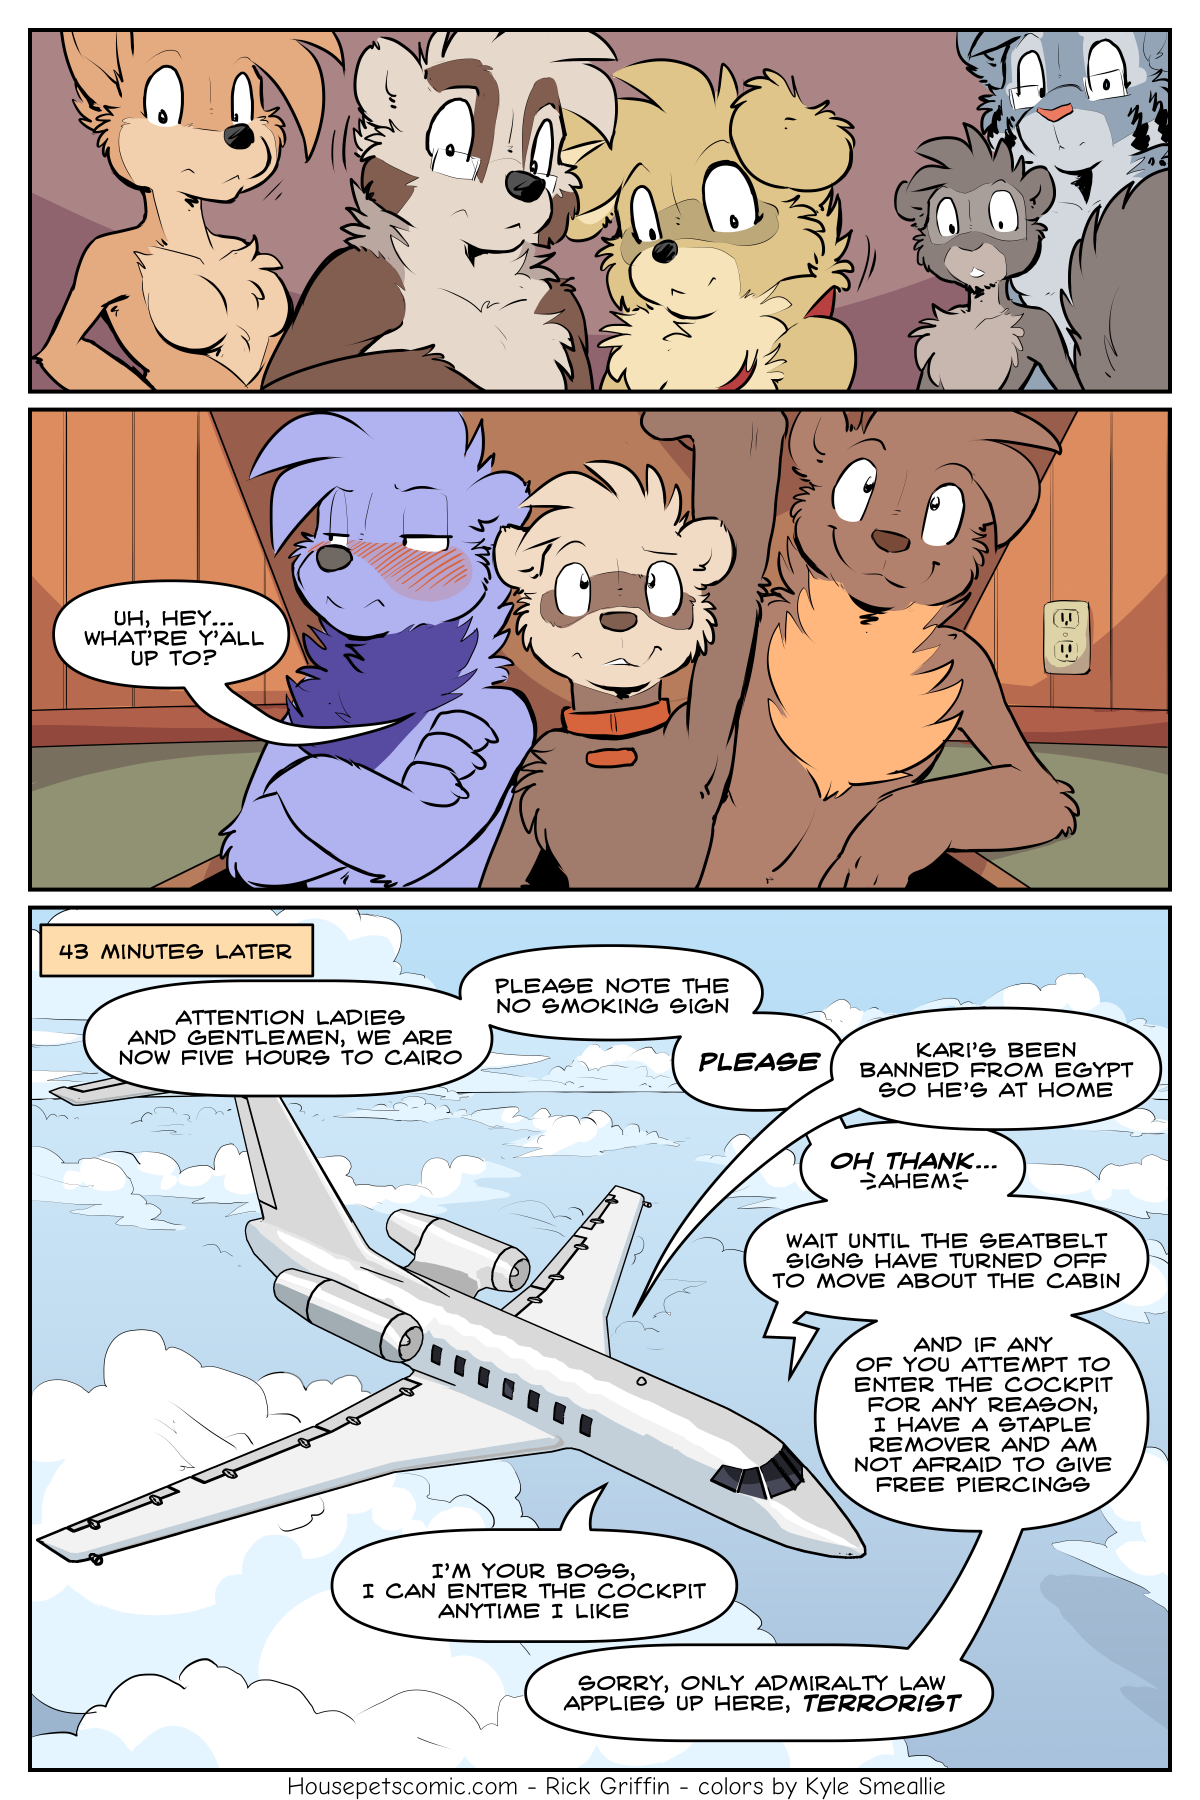 UH, HEY...
WHAT'RE Y'ALL
UP TO?
43 MINUTES LATER
ATTENTION LADIES
AND GENTLEMEN, WE ARE
NOW FIVE HOURS TO CAIRO
PLEASE NOTE THE
NO SMOKING SIGN
PLEASE
KARI'S BEEN
BANNED FROM EGYPT
SO HE'S AT HOME
OH THANK...
AHEM
WAIT UNTIL THE SEATBELT
SIGNS HAVE TURNED OFF
TO MOVE ABOUT THE CABIN
AND IF ANY
OF YOU ATTEMPT TO
ENTER THE COCKPIT
FOR ANY REASON,
I HAVE A STAPLE
REMOVER AND AM
NOT AFRAID TO GIVE
FREE PIERCINGS
I'M YOUR BOSS,
I CAN ENTER THE COCKPIT
ANYTIME I LIKE
SORRY, ONLY ADMIRALTY LAW
APPLIES UP HERE, TERRORIST
Housepetscomic.com - Rick Griffin - colors by Kyle Smeallie